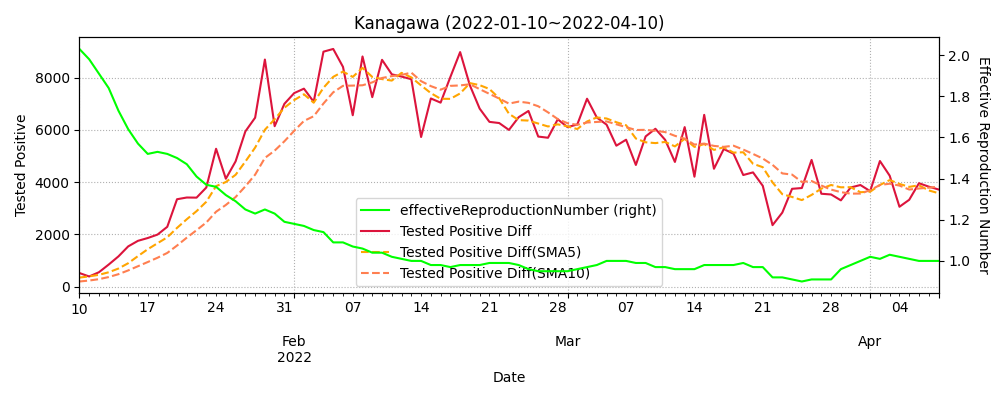 Kanagawa (2022-01-10~2022-04-10)
Tested Positive
8000
6000
4000
2000
0
2.0
1.8
1.6
1.4
1.2
1.0
Effective Reproduction Number
effectiveReproductionNumber (right)
Tested Positive Diff
Tested Positive Diff(SMA5)
Tested Positive Diff(SMA10)
10 17 24 31 07 14 21 28 07 14 21 28 04
Feb Mar Apr
2022
Date